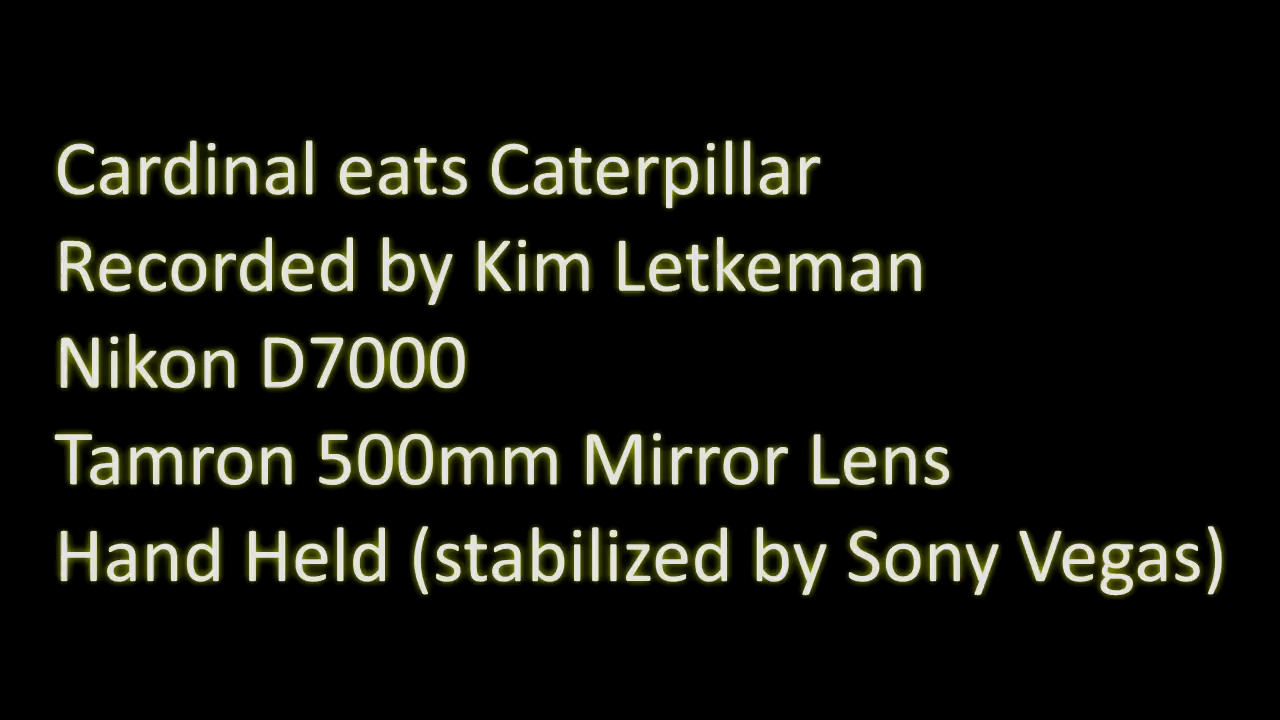 Cardinal eats Caterpillar
Recorded by Kim Letkeman
Nikon D7000
Tamron 500mm Mirror Lens
Hand Held (stabilized by Sony Vegas)